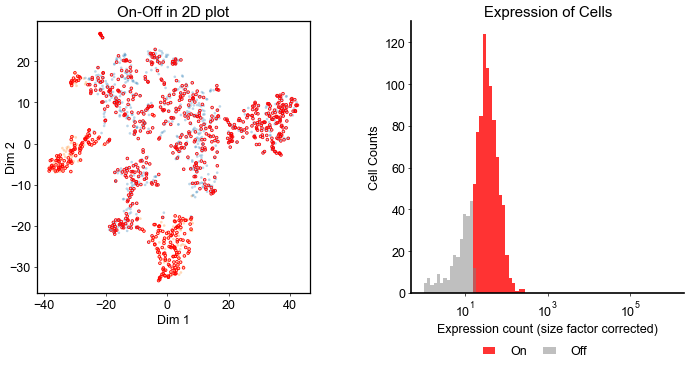 On-Off in 2D plot
20
10
0
−10
−20
−30
Dim 2
−40
−20
0
20
40
Dim 1
Expression of Cells
120
100
80
60
40
20
0
Cell Counts
10^1
10^3
10^5
Expression count (size factor corrected)
On
Off